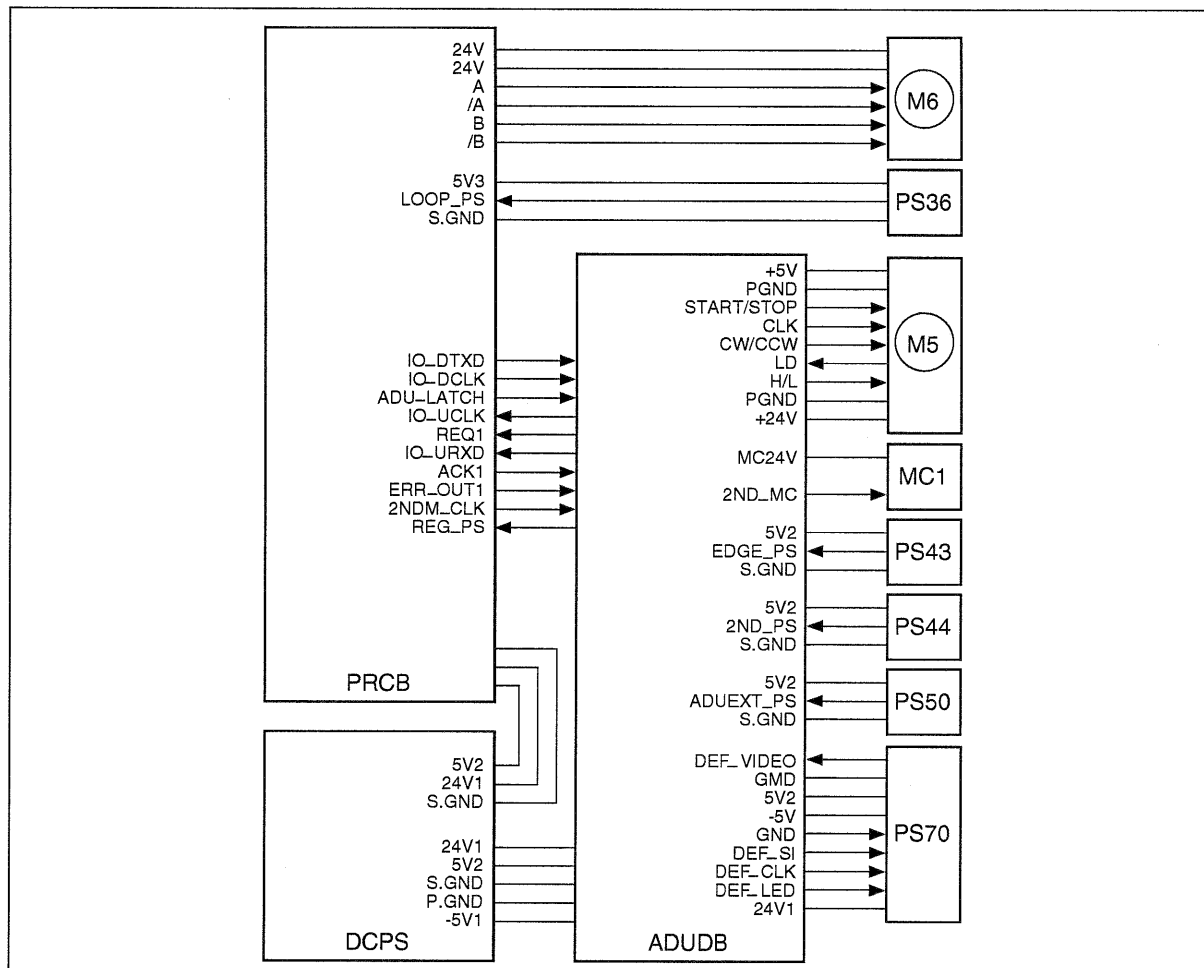 24V
24V
A
/A
B
/B
M6
5V3
LOOP_PS
S.GND
PS36
IO_DTXD
IO_DCLK
ADU_LATCH
IO_UCLK
REQ1
IO_URXD
ACK1
ERR_OUT1
2NDM_CLK
REG_PS
PRCB
5V2
24V1
S.GND
24V1
5V2
S.GND
P.GND
-5V1
DCPS
+5V
PGND
START/STOP
CLK
CW/CCW
LD
H/L
PGND
+24V
M5
MC24V
2ND_MC
MC1
5V2
EDGE_PS
S.GND
PS43
5V2
2ND_PS
S.GND
PS44
5V2
ADUEXT_PS
S.GND
PS50
DEF_VIDEO
GMD
5V2
-5V
GND
DEF_SI
DEF_CLK
DEF_LED
24V1
PS70
ADUDB